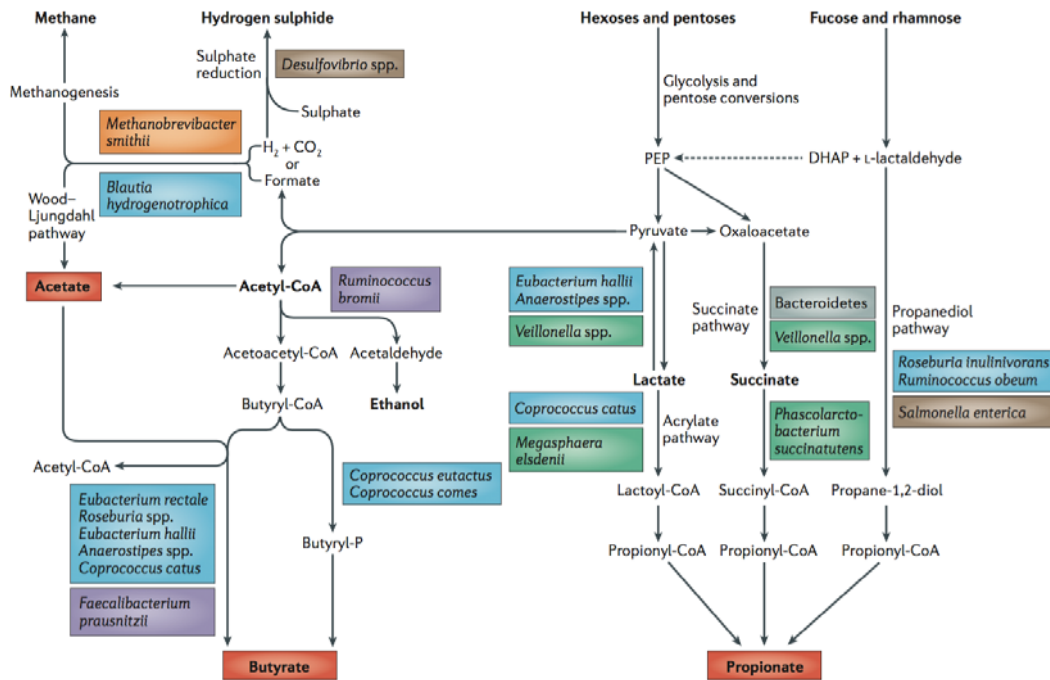 Methane
Hydrogen sulphide
Hexoses and pentoses
Fucose and rhamnose
Sulphate
reduction
Desulfovibrio spp.
Glycolysis and
pentose conversions
Methanogenesis
Sulphate
Methanobrevibacter
smithii
H2 + CO2
or
Formate
PEP
DHAP + L-lactaldehyde
Blautia
hydrogenotrophica
Wood–
Ljungdahl
pathway
Pyruvate
Oxaloacetate
Acetate
Acetyl-CoA
Ruminococcus
bromii
Eubacterium hallii
Anaerostipes spp.
Veillonella spp.
Succinate
pathway
Bacteroidetes
Veillonella spp.
Propanediol
pathway
Acetoacetyl-CoA
Acetaldehyde
Roseburia inulinivorans
Ruminococcus obeum
Salmonella enterica
Butyryl-CoA
Ethanol
Lactate
Succinate
Coprococcus catus
Megasphaera
elsdenii
Acrylate
pathway
Phascolarcto-
bacterium
succinatutens
Acetyl-CoA
Coprococcus eutactus
Coprococcus comes
Lactoyl-CoA
Succinyl-CoA
Propane-1,2-diol
Eubacterium rectale
Roseburia spp.
Eubacterium hallii
Anaerostipes spp.
Coprococcus catus
Faecalibacterium
prausnitzii
Butyryl-P
Propionyl-CoA
Propionyl-CoA
Propionyl-CoA
Butyrate
Propionate